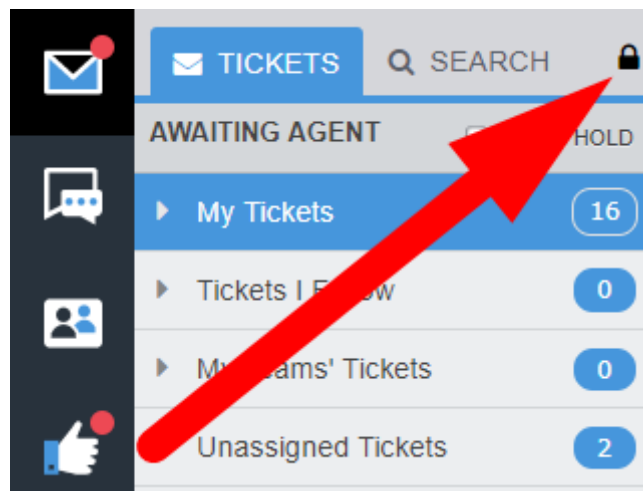 TICKETS SEARCH
AWAITING AGENT HOLD
My Tickets 16
Tickets I 0
Tickets 0
Unassigned Tickets 2